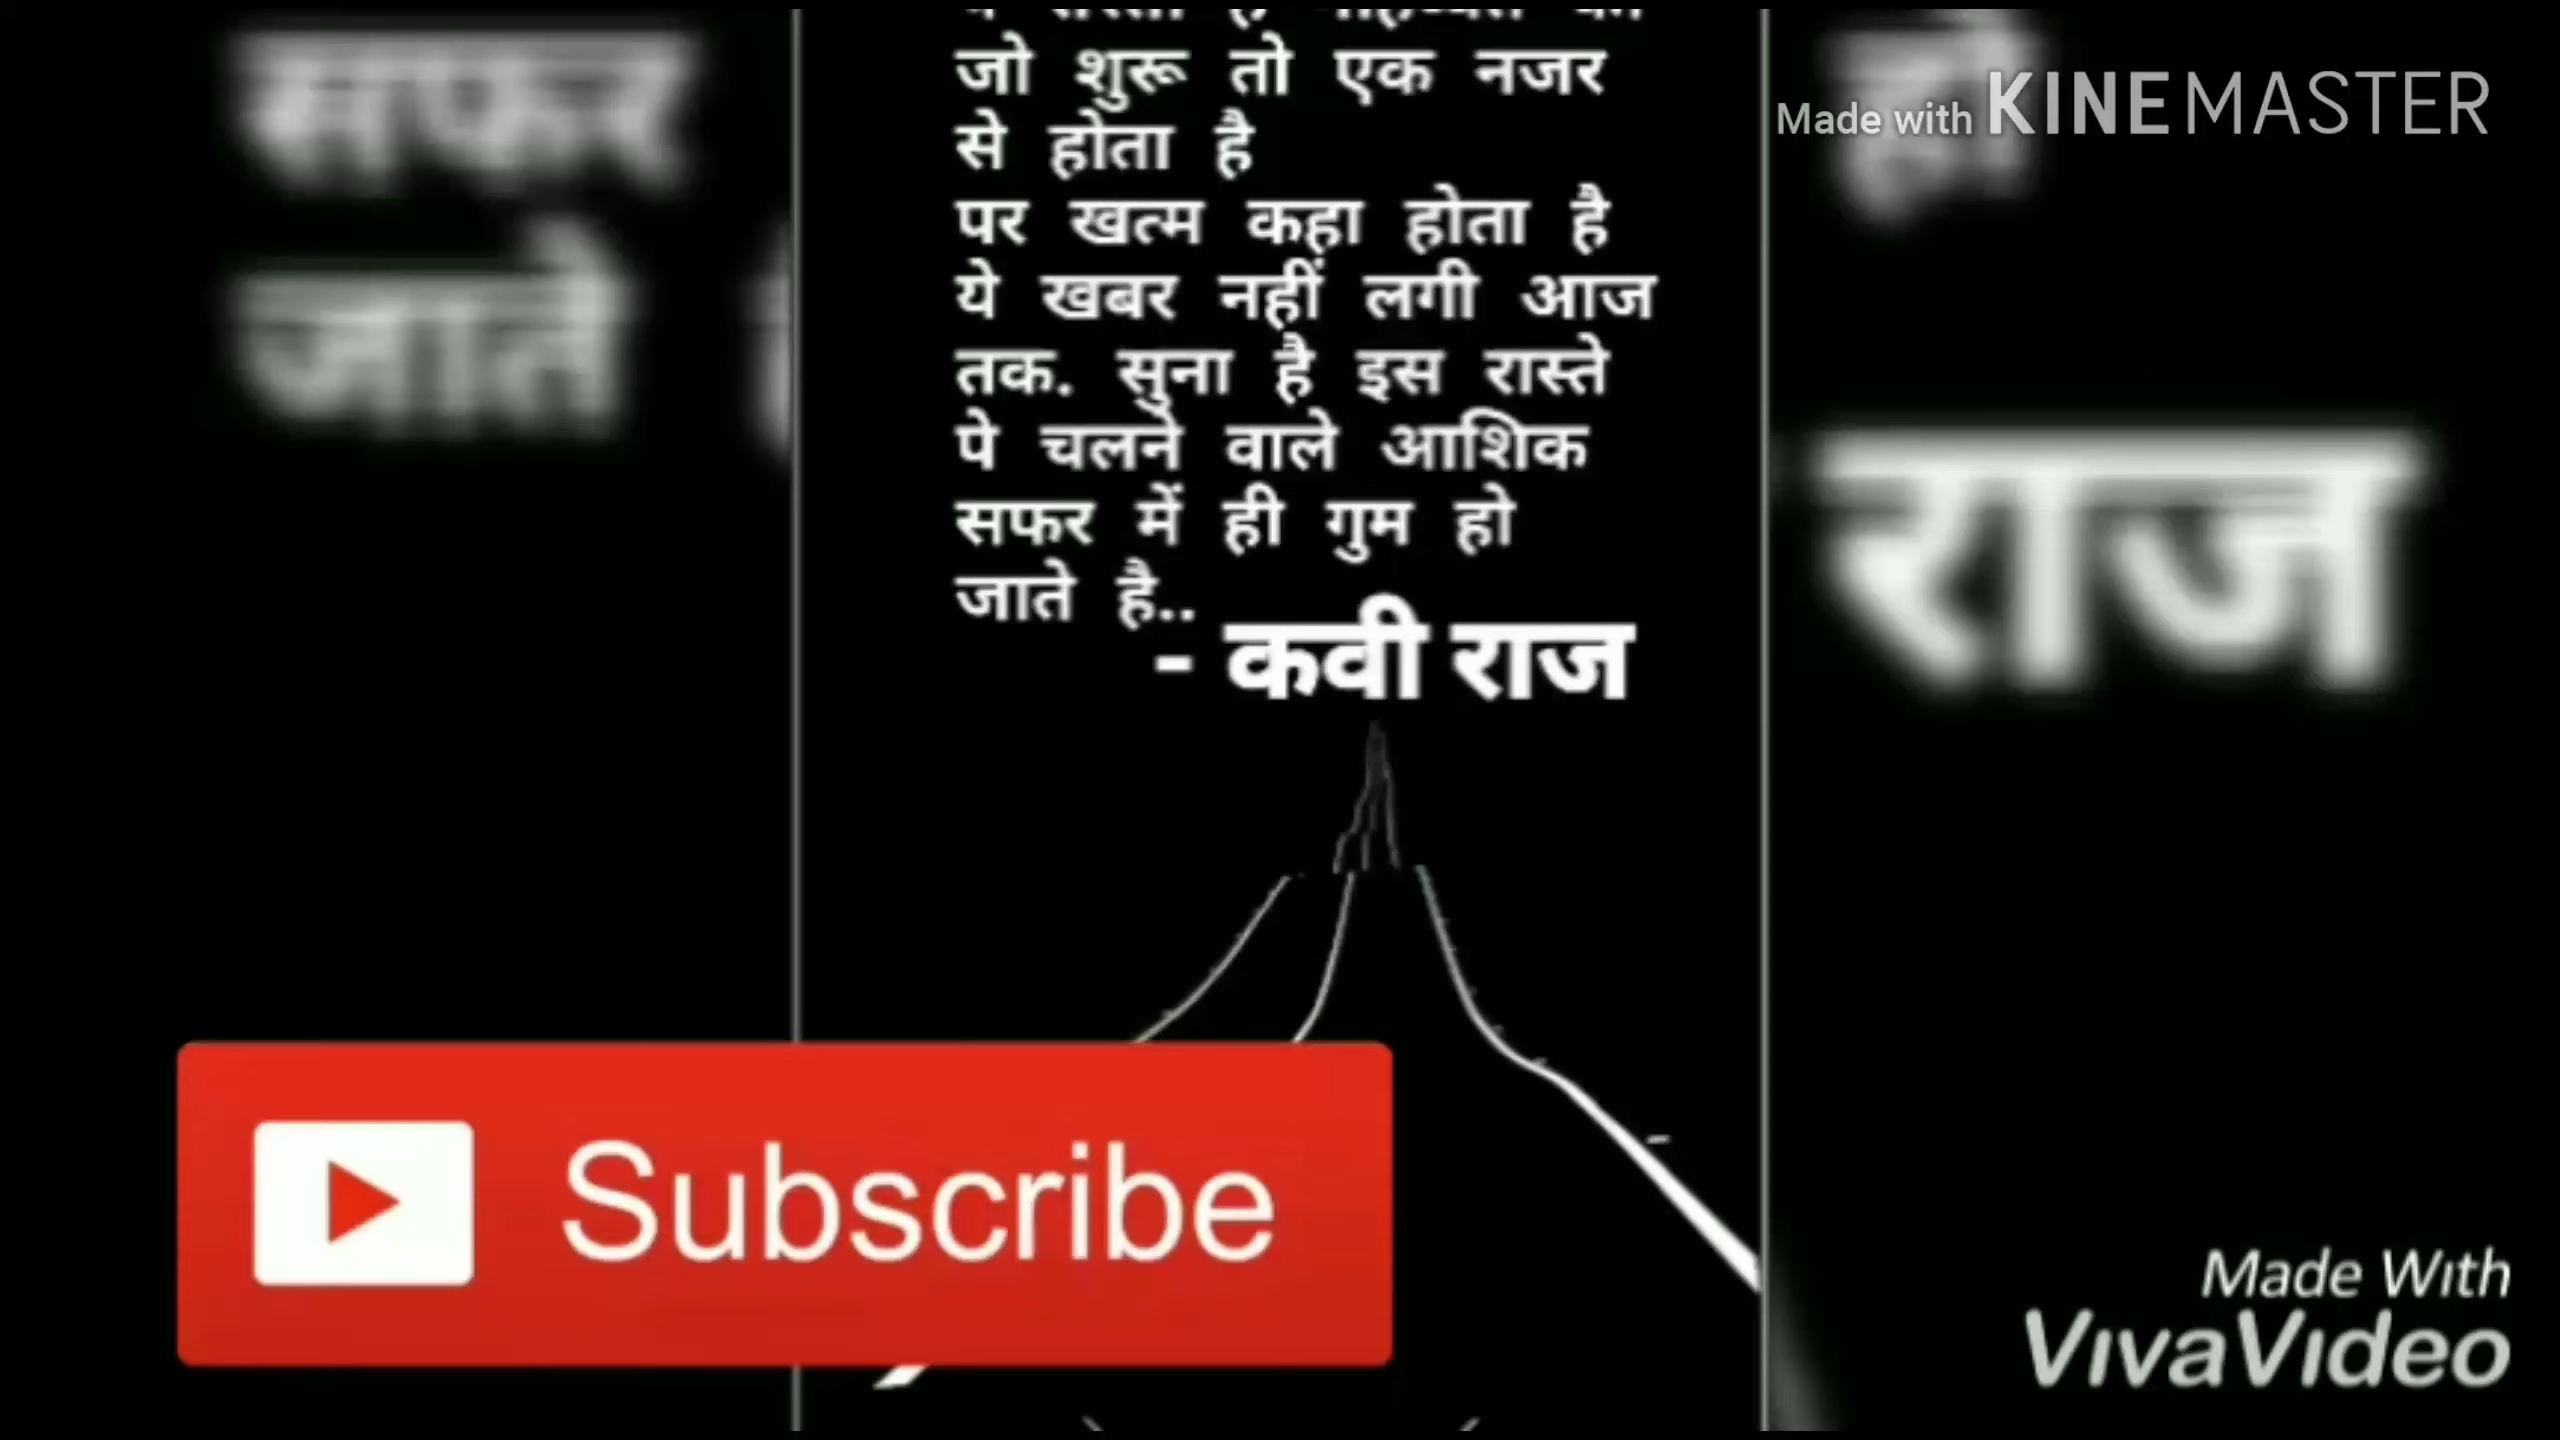 जो शुरू तो एक नजर
से होता है
पर खत्म कहा होता है
ये खबर नहीं लगी आज
तक. सुना है इस रास्ते
पे चलने वाले आशिक
सफर में ही गुम हो
जाते है..
- कवी राज
सफर
जाते
हो
राज
Made with KINEMASTER
Subscribe
Made With
VivaVideo